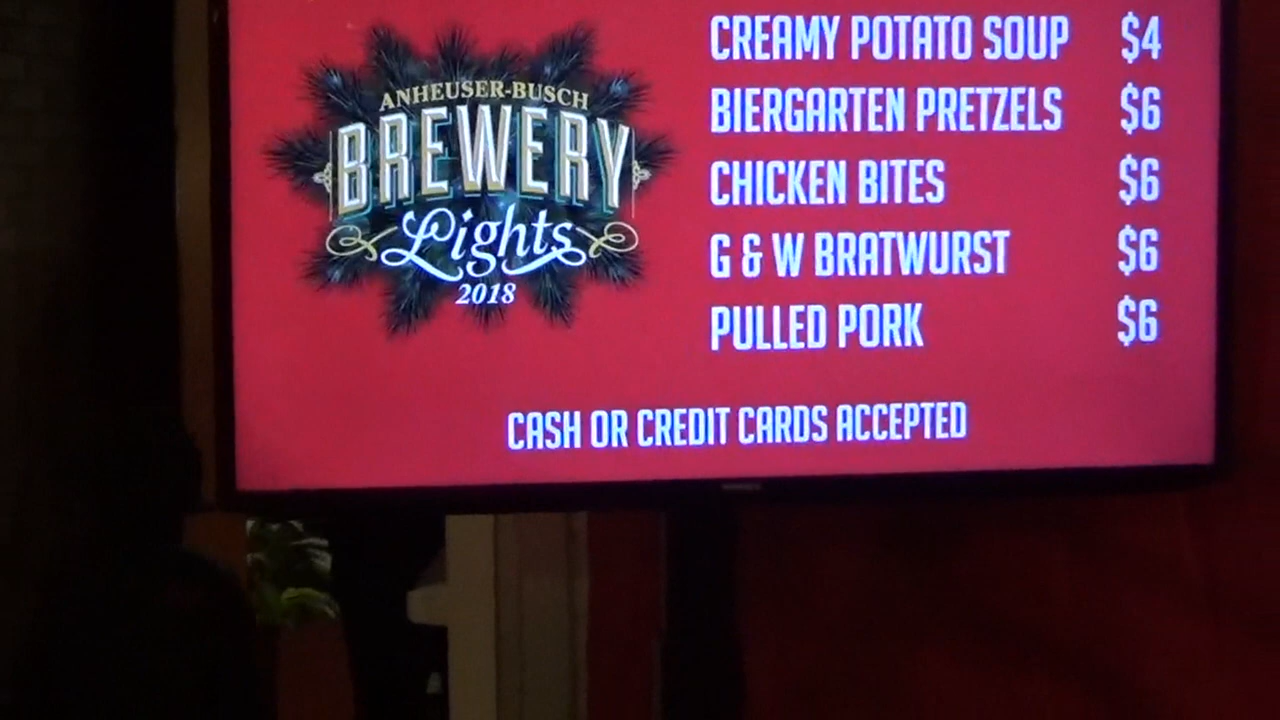 ANHEUSER-BUSCH
BREWERY
Lights
2018
CREAMY POTATO SOUP $4
BIERGARTEN PRETZELS $6
CHICKEN BITES $6
G & W BRATWURST $6
PULLED PORK $6
CASH OR CREDIT CARDS ACCEPTED